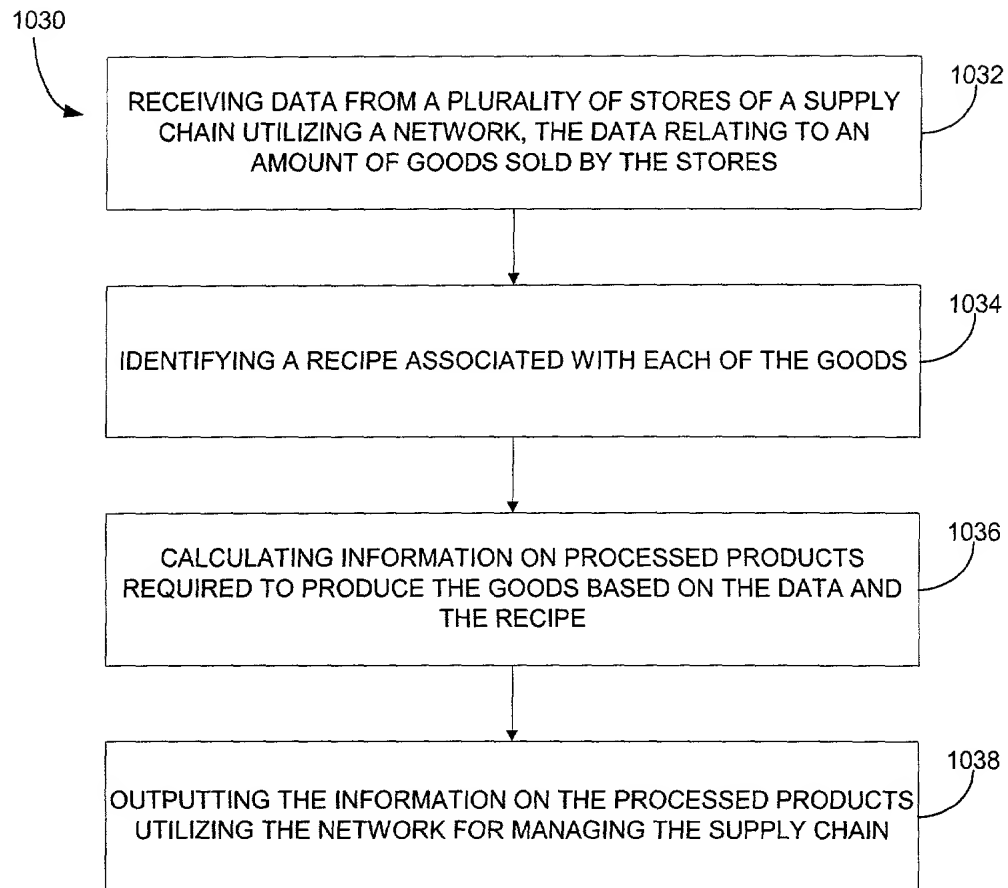 1030
1032
RECEIVING DATA FROM A PLURALITY OF STORES OF A SUPPLY
CHAIN UTILIZING A NETWORK, THE DATA RELATING TO AN
AMOUNT OF GOODS SOLD BY THE STORES
1034
IDENTIFYING A RECIPE ASSOCIATED WITH EACH OF THE GOODS
1036
CALCULATING INFORMATION ON PROCESSED PRODUCTS
REQUIRED TO PRODUCE THE GOODS BASED ON THE DATA AND
THE RECIPE
1038
OUTPUTTING THE INFORMATION ON THE PROCESSED PRODUCTS
UTILIZING THE NETWORK FOR MANAGING THE SUPPLY CHAIN